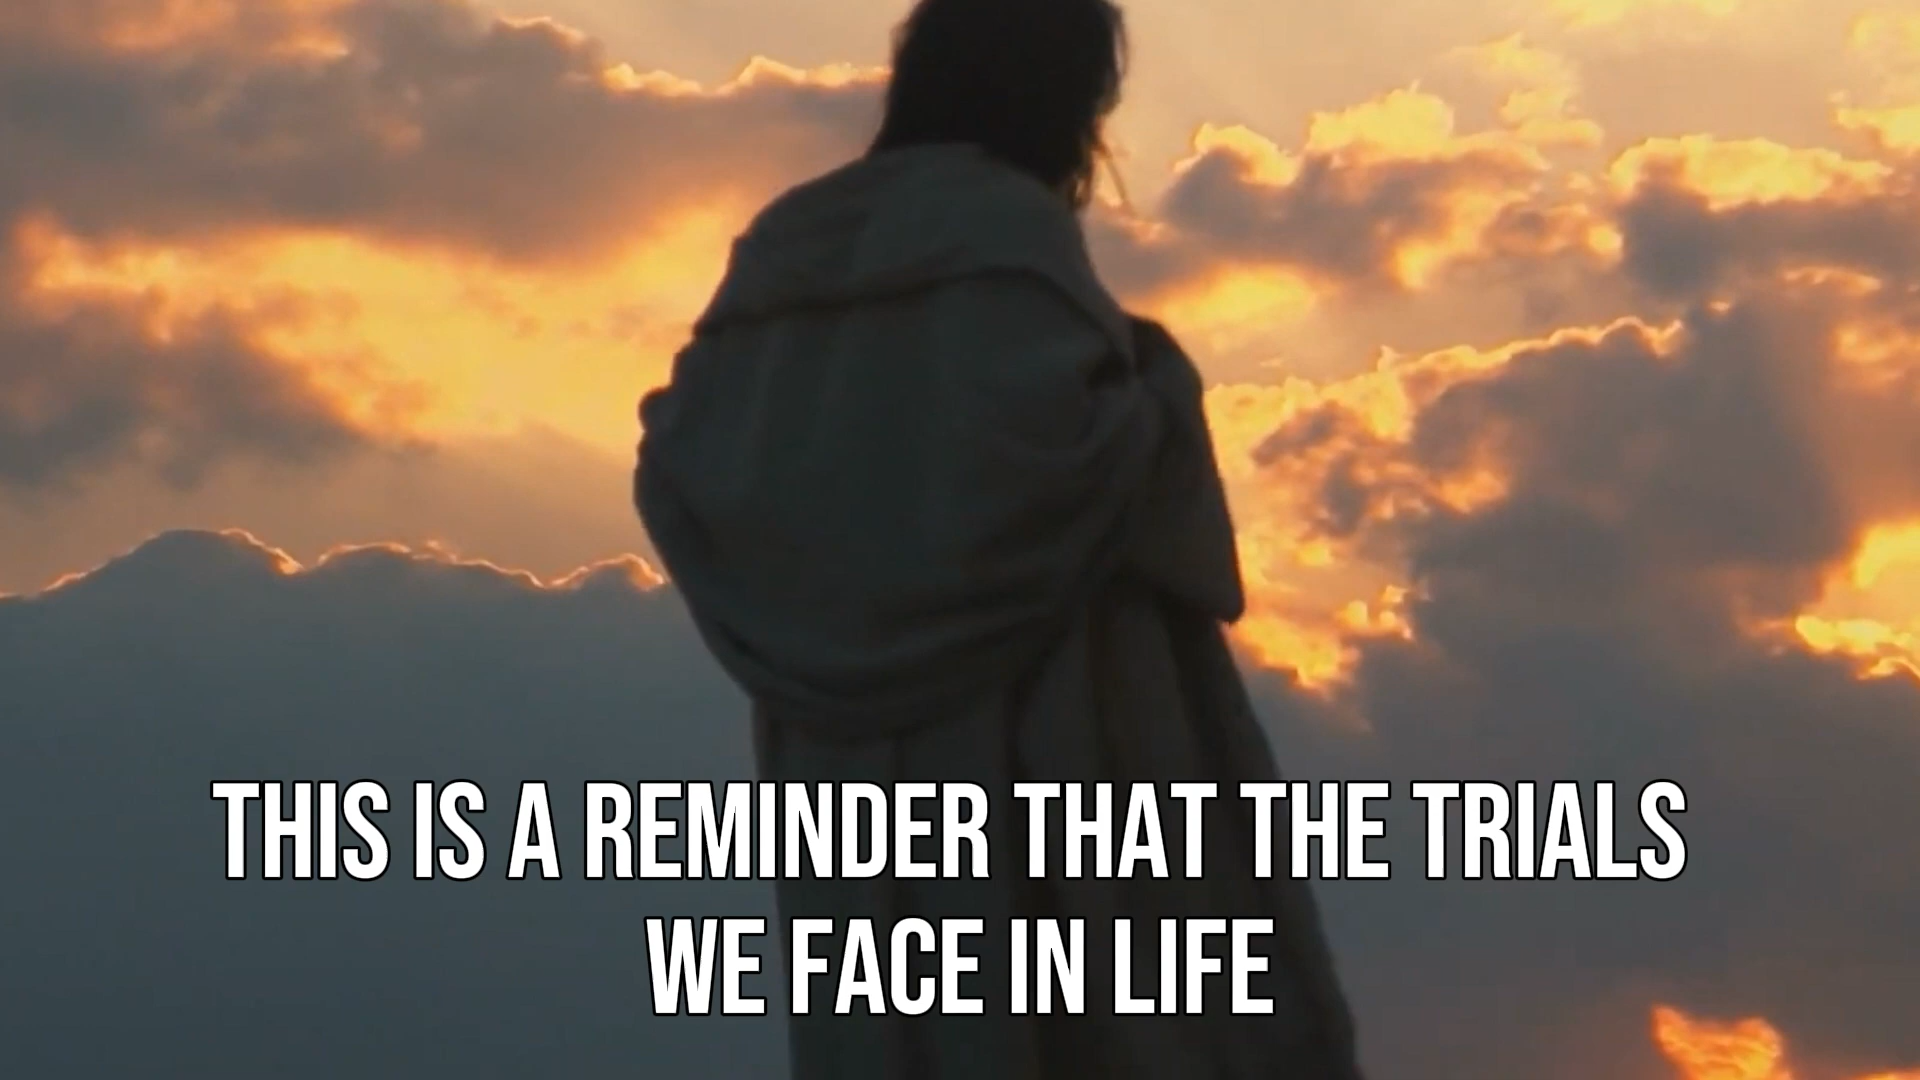 THIS IS A REMINDER THAT THE TRIALS
WE FACE IN LIFE